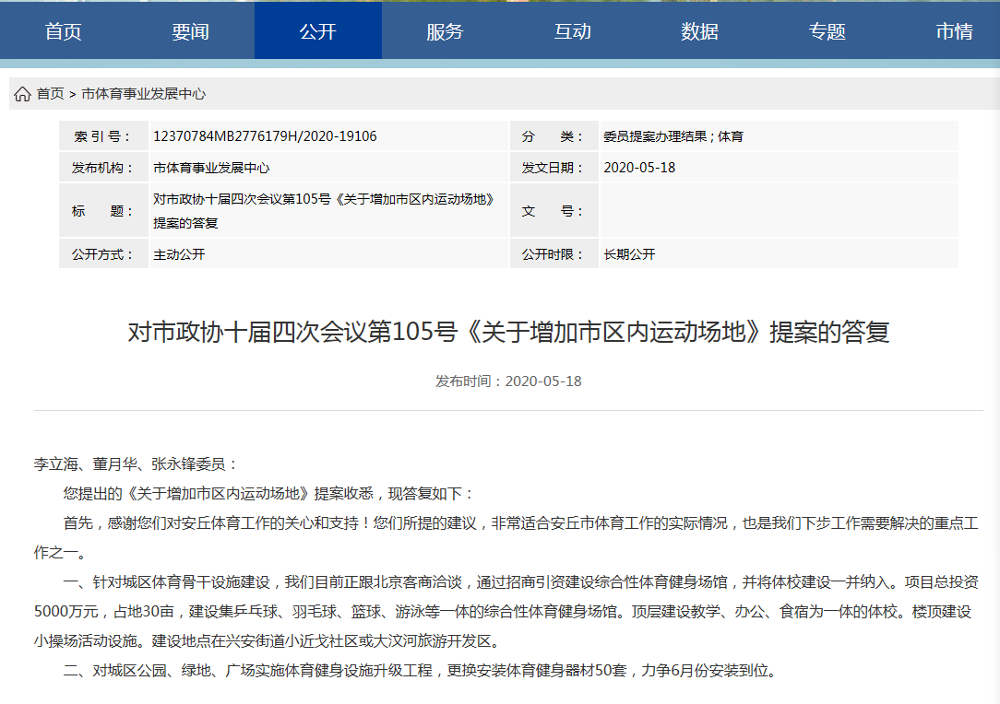 首页 要闻 公开 服务 互动 数据 专题 市情
首页 > 市体育事业发展中心
索 引 号： 12370784MB2776179H/2020-19106 分 类： 委员提案办理结果 ; 体育
发布机构： 市体育事业发展中心 发文日期： 2020-05-18
标 题： 对市政协十届四次会议第105号《关于增加市区内运动场地》
提案的答复 文 号：
公开方式： 主动公开 公开时限： 长期公开
对市政协十届四次会议第105号《关于增加市区内运动场地》提案的答复
发布时间：2020-05-18
李立海、董月华、张永锋委员：
您提出的《关于增加市区内运动场地》提案收悉，现答复如下：
首先，感谢您们对安丘体育工作的关心和支持！您们所提的建议，非常适合安丘市体育工作的实际情况，也是我们下步工作需要解决的重点工
作之一。
一、针对城区体育骨干设施建设，我们目前正跟北京客商洽谈，通过招商引资建设综合性体育健身场馆，并将体校建设一并纳入。项目总投资
5000万元，占地30亩，建设集乒乓球、羽毛球、篮球、游泳等一体的综合性体育健身场馆。顶层建设教学、办公、食宿为一体的体校。楼顶建设
小操场活动设施。建设地点在兴安街道小近戈社区或大汶河旅游开发区。
二、对城区公园、绿地、广场实施体育健身设施升级工程，更换安装体育健身器材50套，力争6月份安装到位。